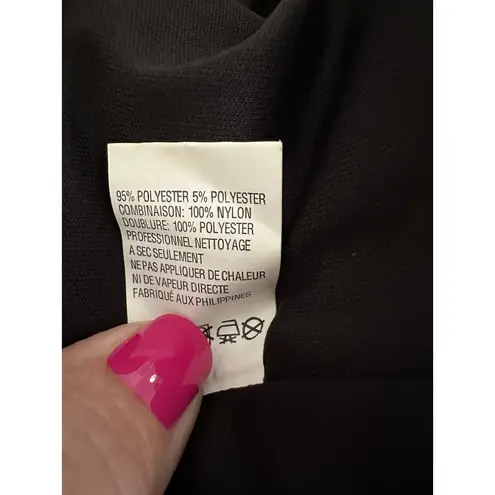 95% POLYESTER 5% POLYESTER
COMBINAISON: 100% NYLON
DOUBLURE: 100% POLYESTER
PROFESSIONNEL NETTOYAGE
A SEC SEULEMENT
NE PAS APPLIQUER DE CHALEUR
NI DE VAPEUR DIRECTE
FABRIQUÉ AUX PHILIPPINES